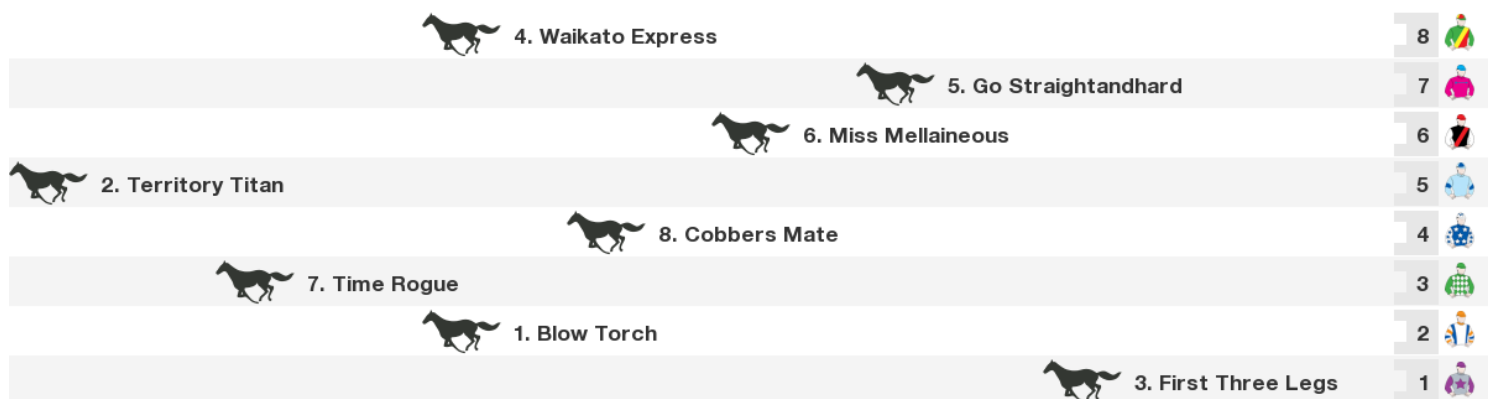 4. Waikato Express 8
5. Go Straightandhard 7
6. Miss Mellaineous 6
2. Territory Titan 5
8. Cobbers Mate 4
7. Time Rogue 3
1. Blow Torch 2
3. First Three Legs 1